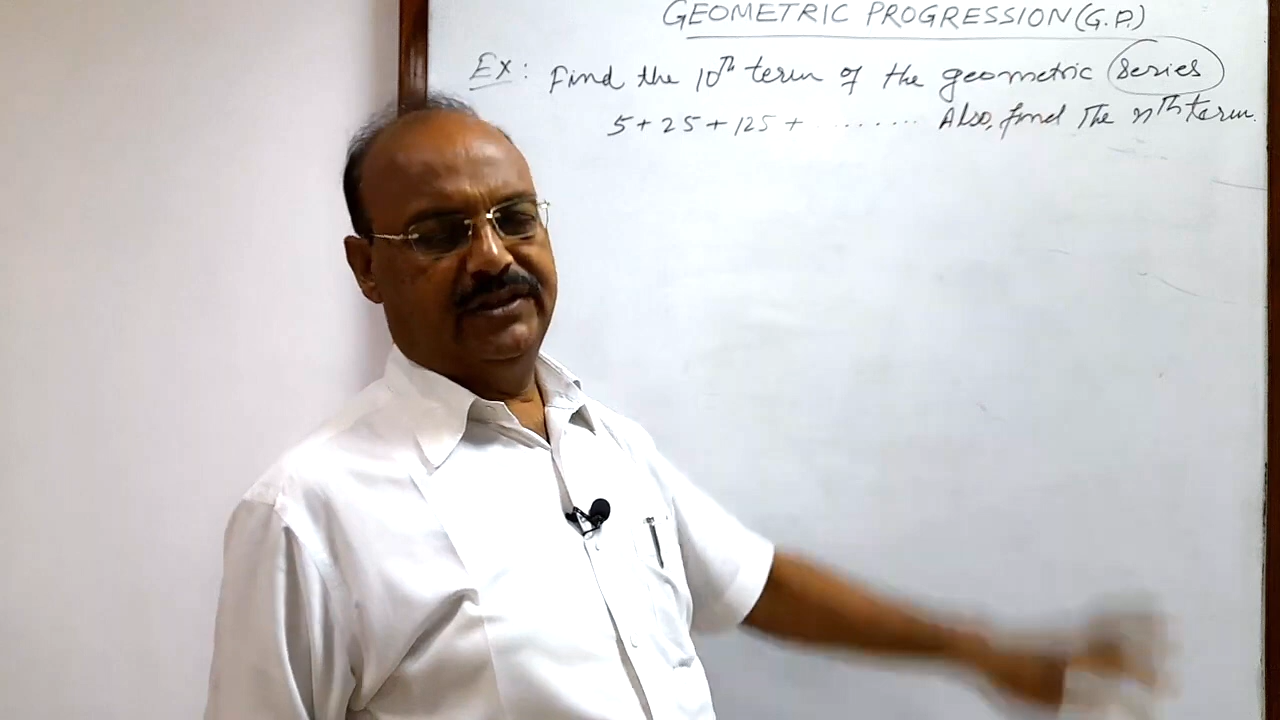 GEOMETRIC PROGRESSION (G.P.)
Ex: Find the 10th term of the geometric series
5 + 25 + 125 + ......... Also, find The nth term.